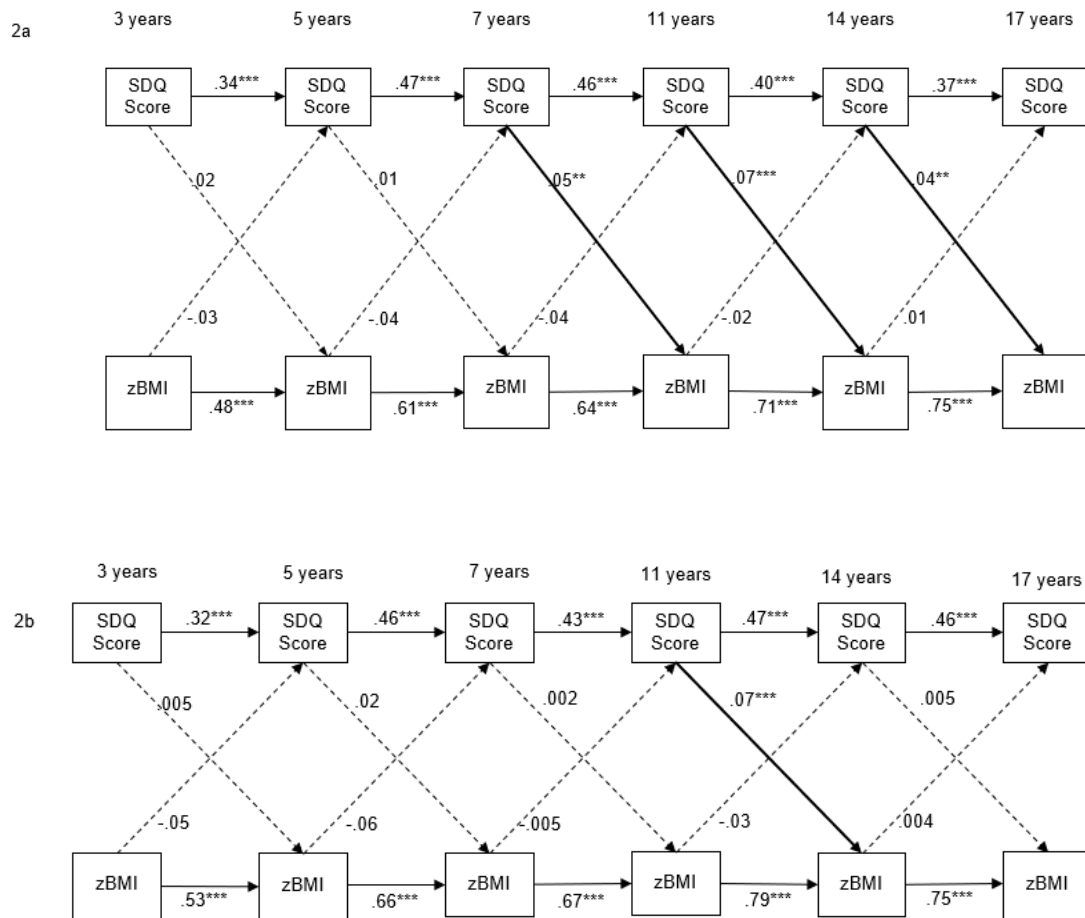 2a
3 years 5 years 7 years 11 years 14 years 17 years
SDQ Score .34*** SDQ Score .47*** SDQ Score .46*** SDQ Score .40*** SDQ Score .37*** SDQ Score
.02 .01 .05** .07*** .04**
-.03 -.04 -.04 -.02 .01
zBMI zBMI zBMI zBMI zBMI zBMI
.48*** .61*** .64*** .71*** .75***
2b
3 years 5 years 7 years 11 years 14 years 17 years
SDQ Score .32*** SDQ Score .46*** SDQ Score .43*** SDQ Score .47*** SDQ Score .46*** SDQ Score
.005 .02 .002 .07*** .005
-.05 -.06 -.005 -.03 .004
zBMI zBMI zBMI zBMI zBMI zBMI
.53*** .66*** .67*** .79*** .75***